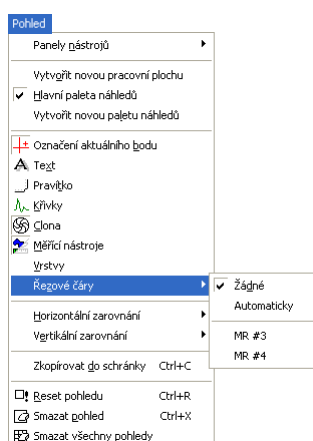 Pohled
Panely nástrojů
Vytvořit novou pracovní plochu
Hlavní paleta náhledů
Vytvořit novou paletu náhledů
Označení aktuálního bodu
Text
Pravítko
Křivky
Clona
Měřící nástroje
Vrstvy
Řezové čáry
Žádné
Automaticky
MR #3
MR #4
Horizontální zarovnání
Vertikální zarovnání
Zkopírovat do schránky Ctrl+C
Reset pohledu Ctrl+R
Smazat pohled Ctrl+X
Smazat všechny pohledy